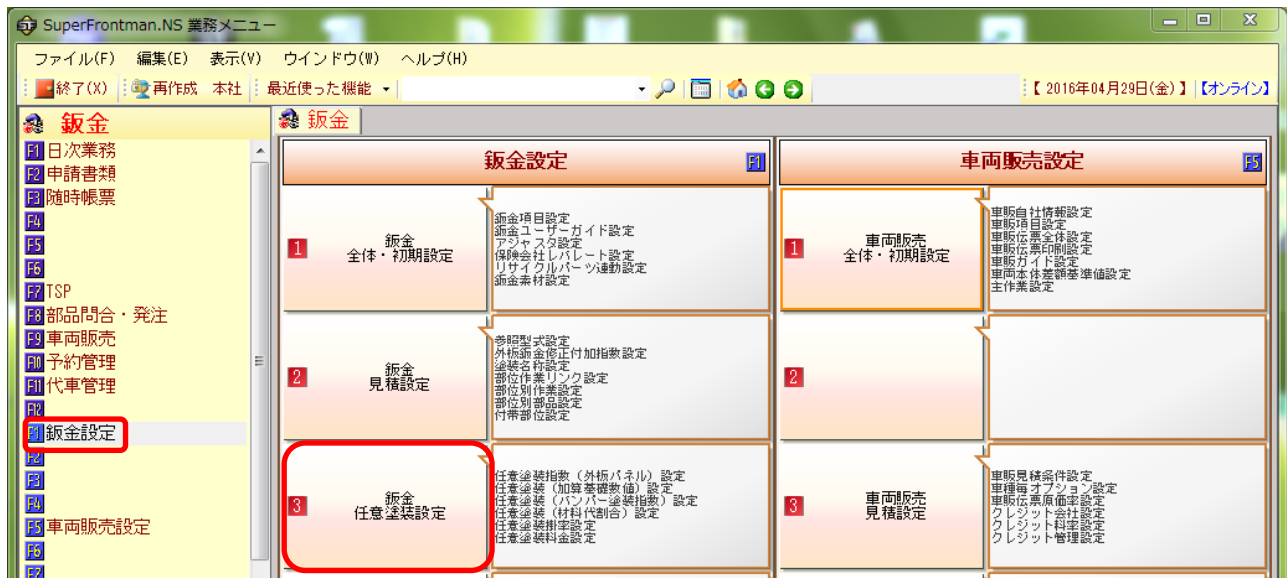 SuperFrontman.NS 業務メニュー
ファイル(F) 編集(E) 表示(V) ウインドウ(W) ヘルプ(H)
終了(X) 再作成 本社 最近使った機能 【 2016年04月29日(金) 】 【オンライン】
鈑金
F1 日次業務
F2 申請書類
F3 随時帳票
F4
F5
F6
F7 TSP
F8 部品問合・発注
F9 車両販売
F10 予約管理
F11 代車管理
F12
F1 鈑金設定
F2
F3
F4
F5 車両販売設定
F6
F7
鈑金
鈑金設定 F1
1
鈑金
全体・初期設定
鈑金項目設定
鈑金ユーザーガイド設定
アジャスタ設定
保険会社レバレート設定
リサイクルパーツ連動設定
鈑金素材設定
2
鈑金
見積設定
参照型式設定
外板鈑金修正付加指数設定
塗装名称設定
部位作業リンク設定
部位別作業設定
部位別部品設定
付帯部位設定
3
鈑金
任意塗装設定
任意塗装指数（外板パネル）設定
任意塗装（加算基礎数値）設定
任意塗装（バンパー塗装指数）設定
任意塗装（材料代割合）設定
任意塗装掛率設定
任意塗装料金設定
車両販売設定 F5
1
車両販売
全体・初期設定
車販自社情報設定
車販項目設定
車販伝票全体設定
車販伝票印刷設定
車販ガイド設定
車両本体差額基準値設定
主作業設定
2
3
車両販売
見積設定
車販見積条件設定
車種毎オプション設定
車販伝票原価率設定
クレジット会社設定
クレジット料率設定
クレジット管理設定